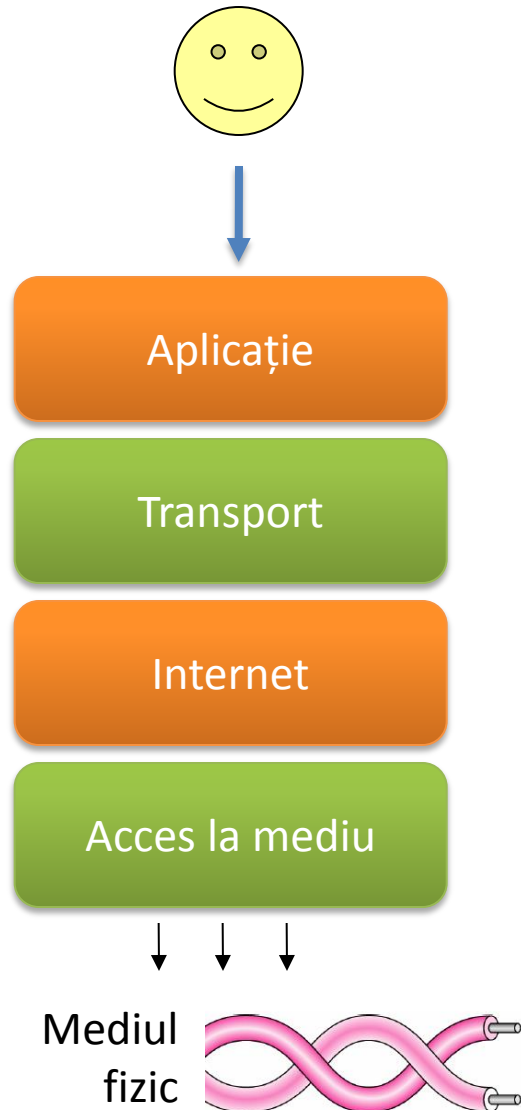 Aplicație
Transport
Internet
Acces la mediu
Mediul
fizic